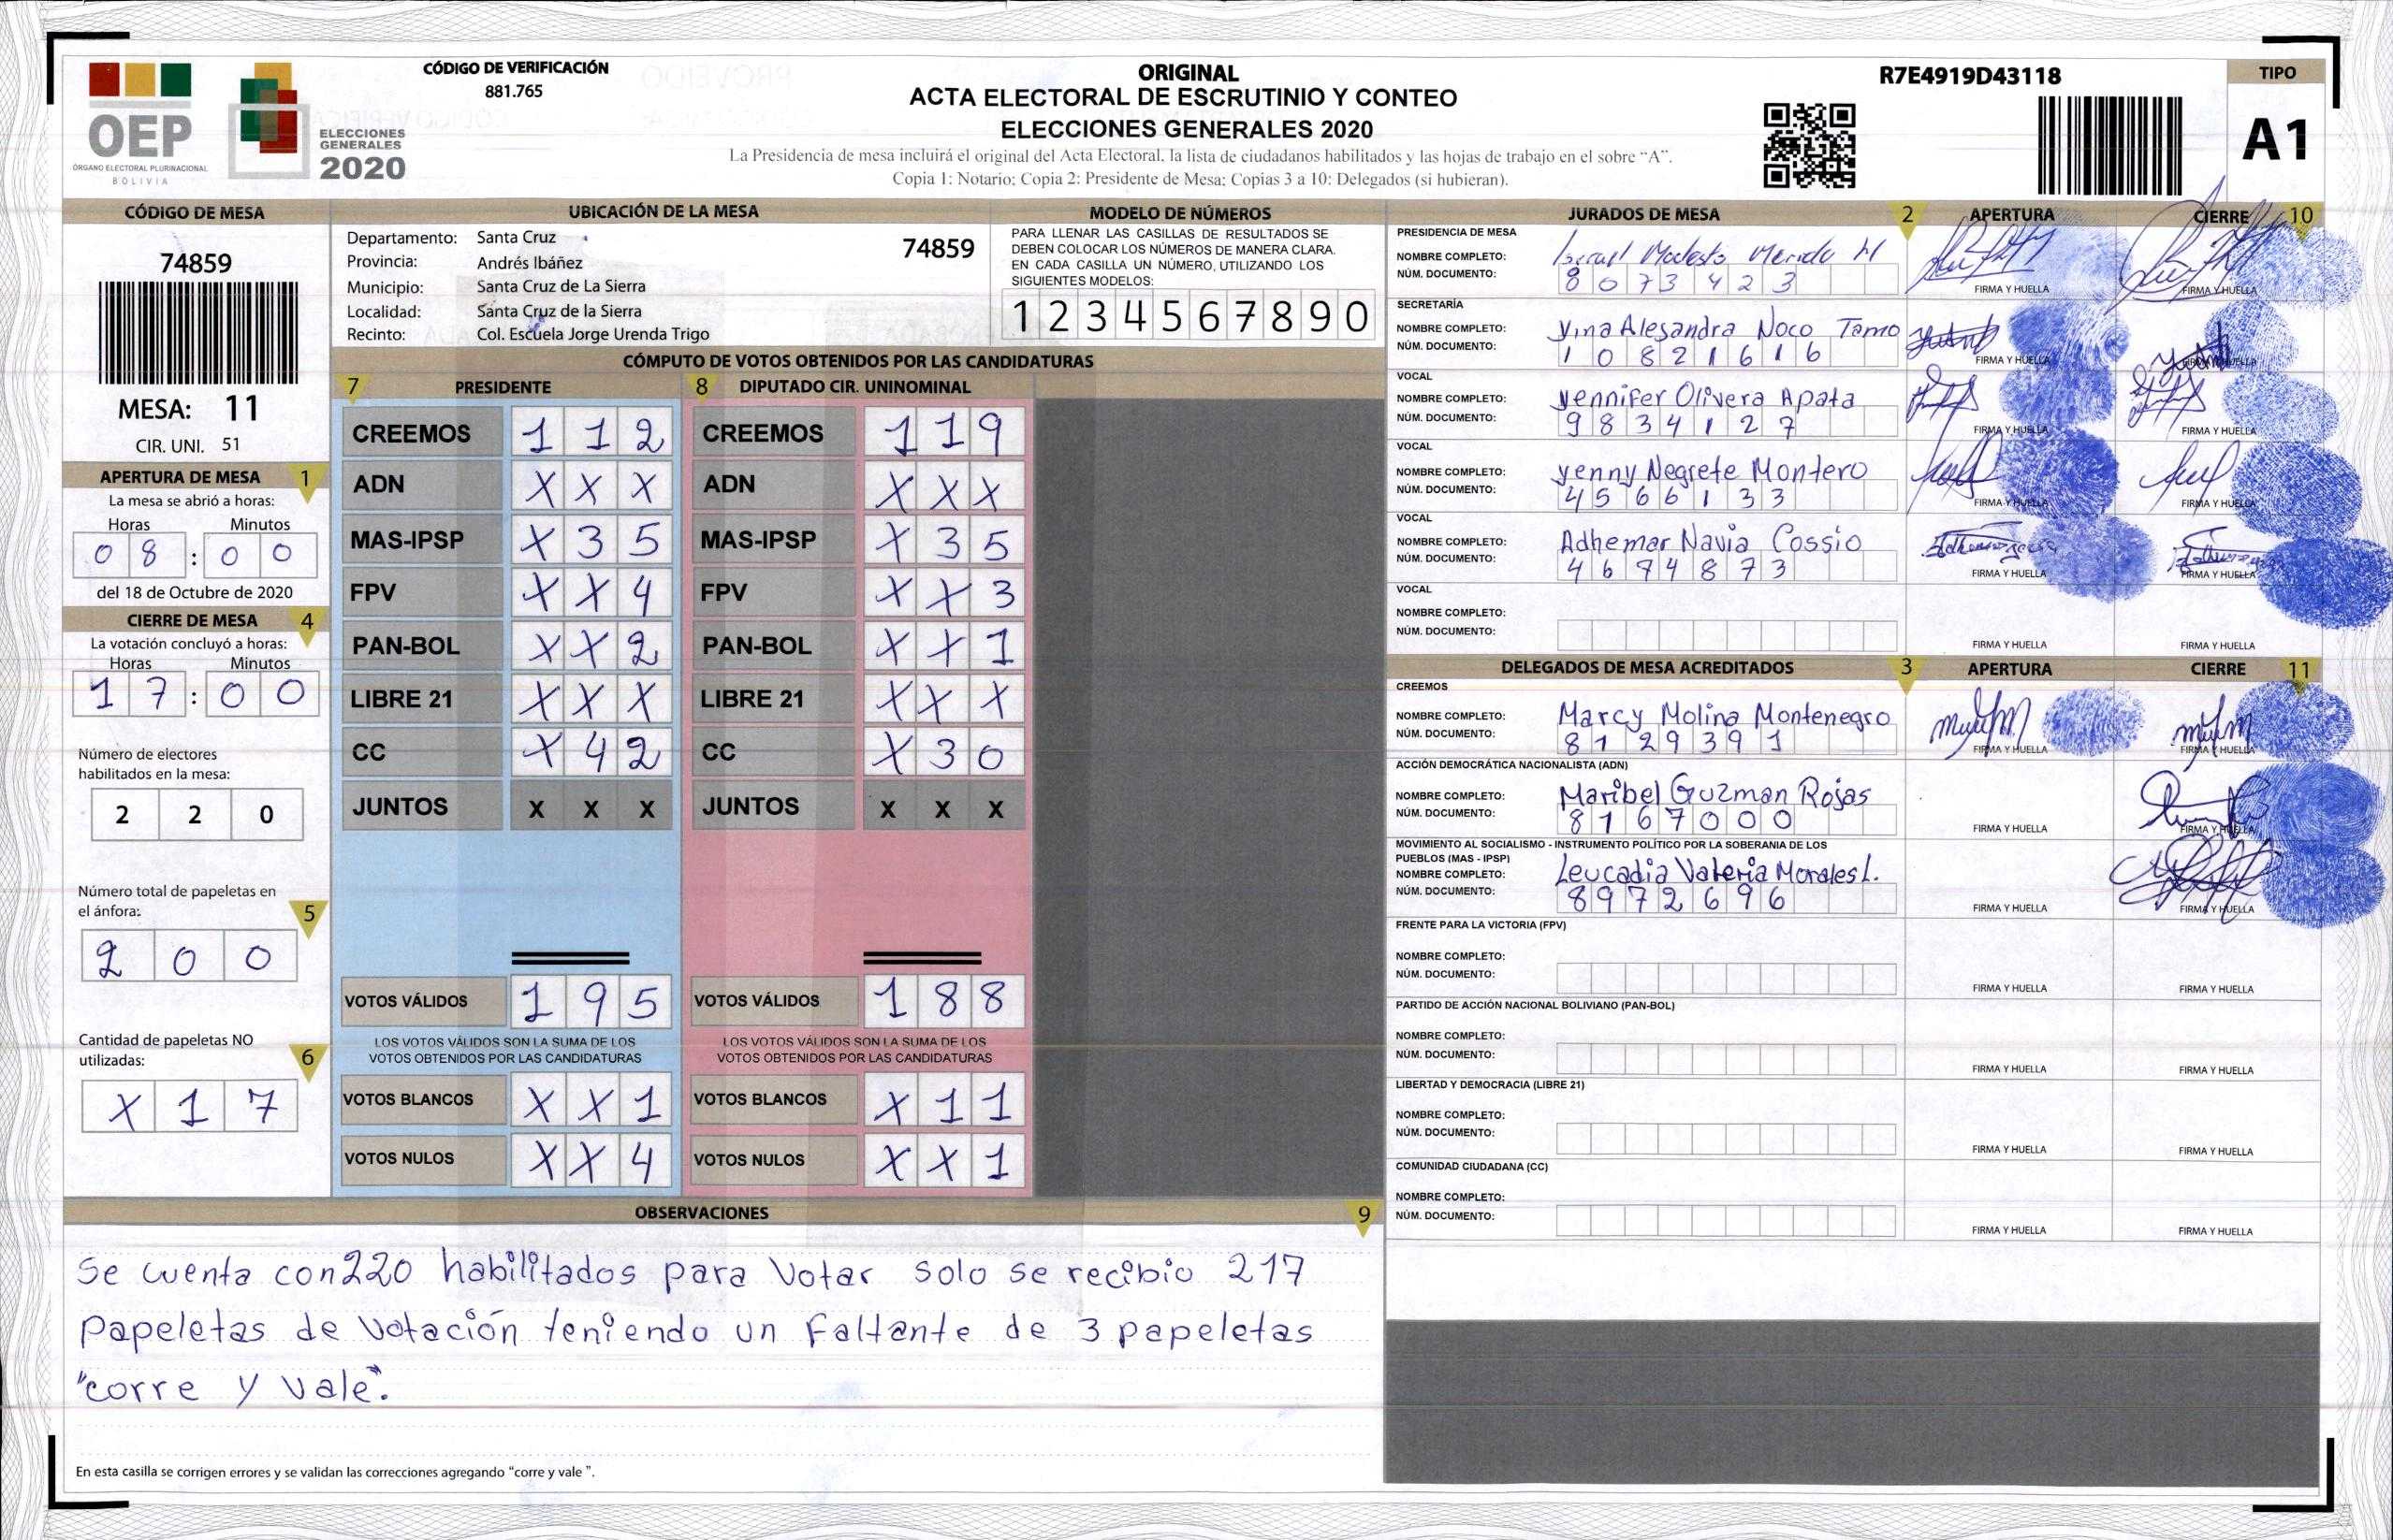 OEP
ÓRGANO ELECTORAL PLURINACIONAL
BOLIVIA
ELECCIONES
GENERALES
2020
CÓDIGO DE VERIFICACIÓN
881.765
ORIGINAL
ACTA ELECTORAL DE ESCRUTINIO Y CONTEO
ELECCIONES GENERALES 2020
La Presidencia de mesa incluirá el original del Acta Electoral, la lista de ciudadanos habilitados y las hojas de trabajo en el sobre “A”.
Copia 1: Notario; Copia 2: Presidente de Mesa; Copias 3 a 10: Delegados (si hubieran).
R7E4919D43118
TIPO
A1
CÓDIGO DE MESA
74859
MESA: 11
CIR. UNI. 51
APERTURA DE MESA 1
La mesa se abrió a horas:
Horas Minutos
0 8 : 0 0
del 18 de Octubre de 2020
CIERRE DE MESA 4
La votación concluyó a horas:
Horas Minutos
1 7 : 0 0
Número de electores
habilitados en la mesa:
2 2 0
Número total de papeletas en
el ánfora: 5
2 0 0
Cantidad de papeletas NO
utilizadas: 6
X 1 7
UBICACIÓN DE LA MESA
Departamento: Santa Cruz 74859
Provincia: Andrés Ibáñez
Municipio: Santa Cruz de La Sierra
Localidad: Santa Cruz de la Sierra
Recinto: Col. Escuela Jorge Urenda Trigo
MODELO DE NÚMEROS
PARA LLENAR LAS CASILLAS DE RESULTADOS SE
DEBEN COLOCAR LOS NÚMEROS DE MANERA CLARA.
EN CADA CASILLA UN NÚMERO, UTILIZANDO LOS
SIGUIENTES MODELOS:
1 2 3 4 5 6 7 8 9 0
CÓMPUTO DE VOTOS OBTENIDOS POR LAS CANDIDATURAS
7 PRESIDENTE 8 DIPUTADO CIR. UNINOMINAL
CREEMOS 1 1 2 CREEMOS 1 1 9
ADN X X X ADN X X X
MAS-IPSP X 3 5 MAS-IPSP X 3 5
FPV X X 4 FPV X X 3
PAN-BOL X X 2 PAN-BOL X X 1
LIBRE 21 X X X LIBRE 21 X X X
CC X 4 2 CC X 3 0
JUNTOS X X X JUNTOS X X X
VOTOS VÁLIDOS 1 9 5 VOTOS VÁLIDOS 1 8 8
LOS VOTOS VÁLIDOS SON LA SUMA DE LOS LOS VOTOS VÁLIDOS SON LA SUMA DE LOS
VOTOS OBTENIDOS POR LAS CANDIDATURAS VOTOS OBTENIDOS POR LAS CANDIDATURAS
VOTOS BLANCOS X X 1 VOTOS BLANCOS X 1 1
VOTOS NULOS X X 4 VOTOS NULOS X X 1
JURADOS DE MESA 2 APERTURA CIERRE 10
PRESIDENCIA DE MESA
NOMBRE COMPLETO: Israel Modesto
NÚM. DOCUMENTO: 8 0 7 3 4 2 3 FIRMA Y HUELLA FIRMA Y HUELLA
SECRETARÍA
NOMBRE COMPLETO: Yina Alejandra Noco Tamo
NÚM. DOCUMENTO: 1 0 8 2 1 6 1 6 FIRMA Y HUELLA FIRMA Y HUELLA
VOCAL
NOMBRE COMPLETO: Yennifer Olivera Apata
NÚM. DOCUMENTO: 9 8 3 4 1 2 7 FIRMA Y HUELLA FIRMA Y HUELLA
VOCAL
NOMBRE COMPLETO: Yenny Negrete Montero
NÚM. DOCUMENTO: 4 5 6 6 1 3 3 FIRMA Y HUELLA FIRMA Y HUELLA
VOCAL
NOMBRE COMPLETO: Adhemar Navia Cossio
NÚM. DOCUMENTO: 4 6 7 4 8 7 3 FIRMA Y HUELLA FIRMA Y HUELLA
VOCAL
NOMBRE COMPLETO:
NÚM. DOCUMENTO: FIRMA Y HUELLA FIRMA Y HUELLA
DELEGADOS DE MESA ACREDITADOS 3 APERTURA CIERRE 11
CREEMOS
NOMBRE COMPLETO: Marcy Molina Montenegro
NÚM. DOCUMENTO: 8 1 2 9 3 9 1 FIRMA Y HUELLA FIRMA Y HUELLA
ACCIÓN DEMOCRÁTICA NACIONALISTA (ADN)
NOMBRE COMPLETO: Maribel Guzman Rojas
NÚM. DOCUMENTO: 8 1 6 7 0 0 0 FIRMA Y HUELLA FIRMA Y HUELLA
MOVIMIENTO AL SOCIALISMO - INSTRUMENTO POLÍTICO POR LA SOBERANIA DE LOS
PUEBLOS (MAS - IPSP)
NOMBRE COMPLETO: Leucadia Valeria Morales L.
NÚM. DOCUMENTO: 8 9 7 2 6 9 6 FIRMA Y HUELLA FIRMA Y HUELLA
FRENTE PARA LA VICTORIA (FPV)
NOMBRE COMPLETO:
NÚM. DOCUMENTO: FIRMA Y HUELLA FIRMA Y HUELLA
PARTIDO DE ACCIÓN NACIONAL BOLIVIANO (PAN-BOL)
NOMBRE COMPLETO:
NÚM. DOCUMENTO: FIRMA Y HUELLA FIRMA Y HUELLA
LIBERTAD Y DEMOCRACIA (LIBRE 21)
NOMBRE COMPLETO:
NÚM. DOCUMENTO: FIRMA Y HUELLA FIRMA Y HUELLA
COMUNIDAD CIUDADANA (CC)
NOMBRE COMPLETO:
NÚM. DOCUMENTO: FIRMA Y HUELLA FIRMA Y HUELLA
OBSERVACIONES 9
Se cuenta con 220 habilitados para votar solo se recibio 217
papeletas de votación teniendo un faltante de 3 papeletas
"corre y vale".
En esta casilla se corrigen errores y se validan las correcciones agregando “corre y vale ”.